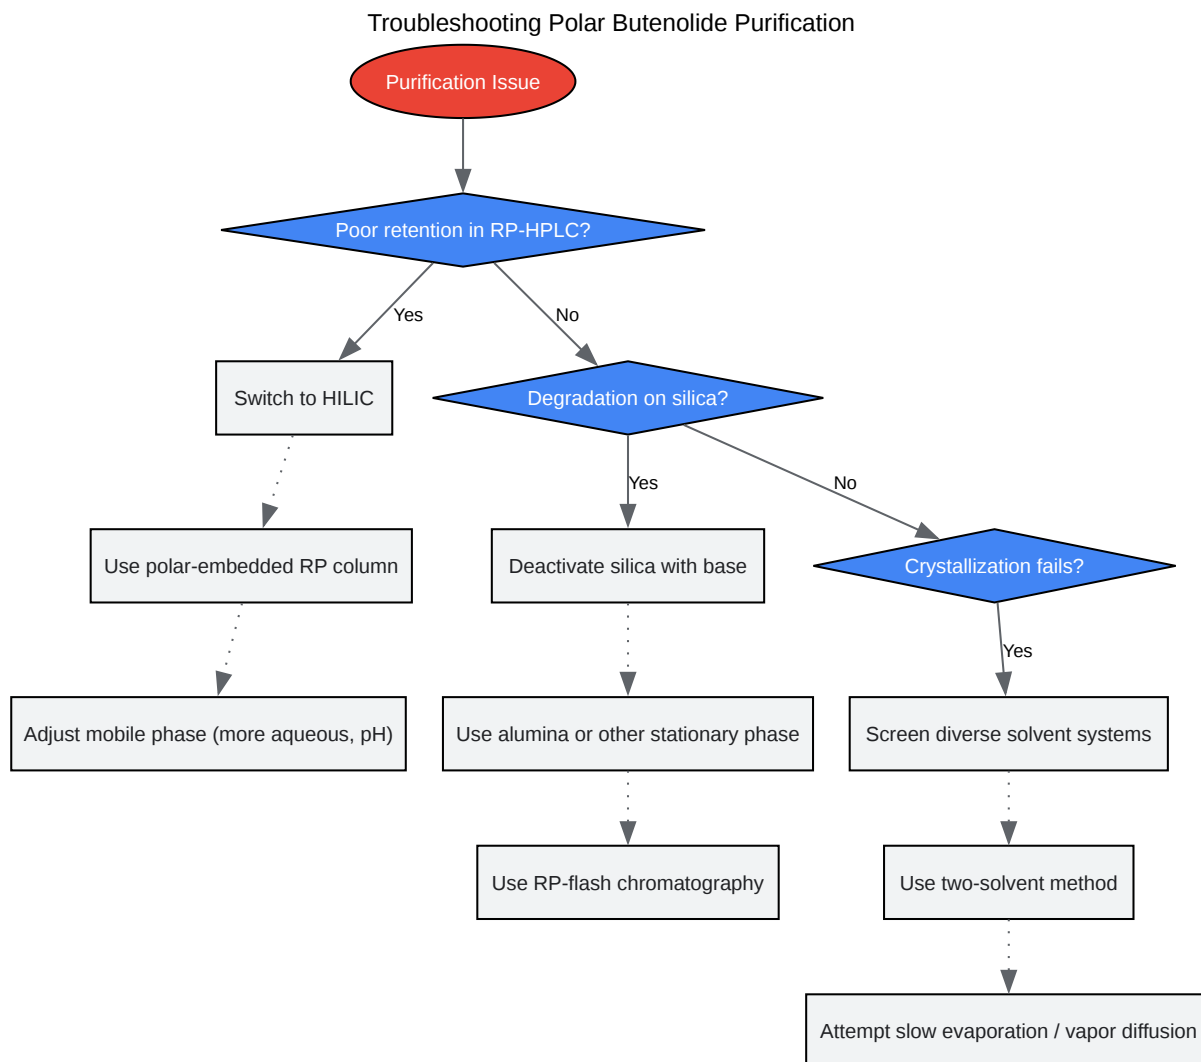 Troubleshooting Polar Butenolide Purification
Purification Issue
Poor retention in RP-HPLC?
Yes
No
Switch to HILIC
Degradation on silica?
Yes
No
Use polar-embedded RP column
Deactivate silica with base
Crystallization fails?
Yes
Adjust mobile phase (more aqueous, pH)
Use alumina or other stationary phase
Screen diverse solvent systems
Use RP-flash chromatography
Use two-solvent method
Attempt slow evaporation / vapor diffusion